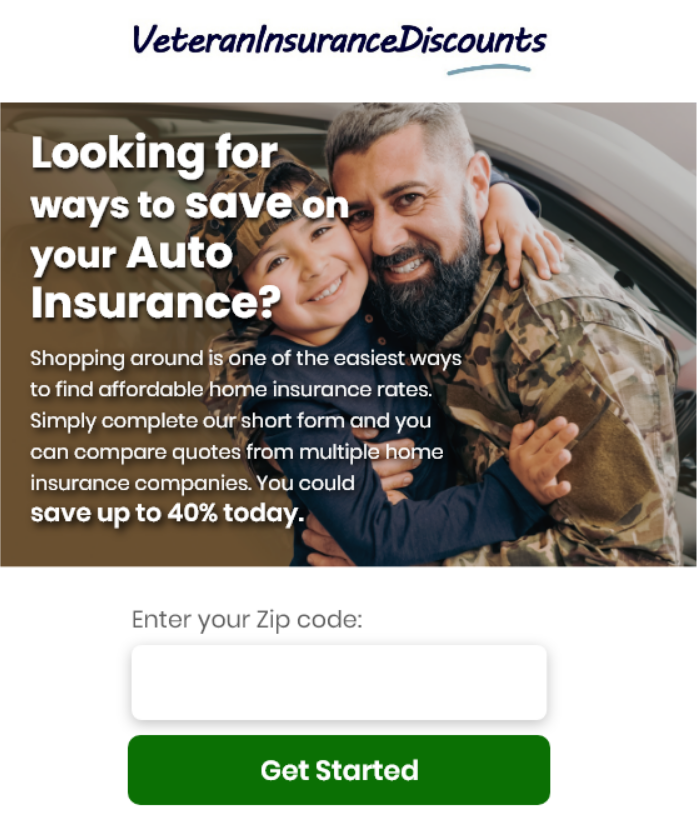 VeteranInsuranceDiscounts
Looking for
ways to save on
your Auto
Insurance?
Shopping around is one of the easiest ways
to find affordable home insurance rates.
Simply complete our short form and you
can compare quotes from multiple home
insurance companies. You could
save up to 40% today.
Enter your Zip code:
Get Started